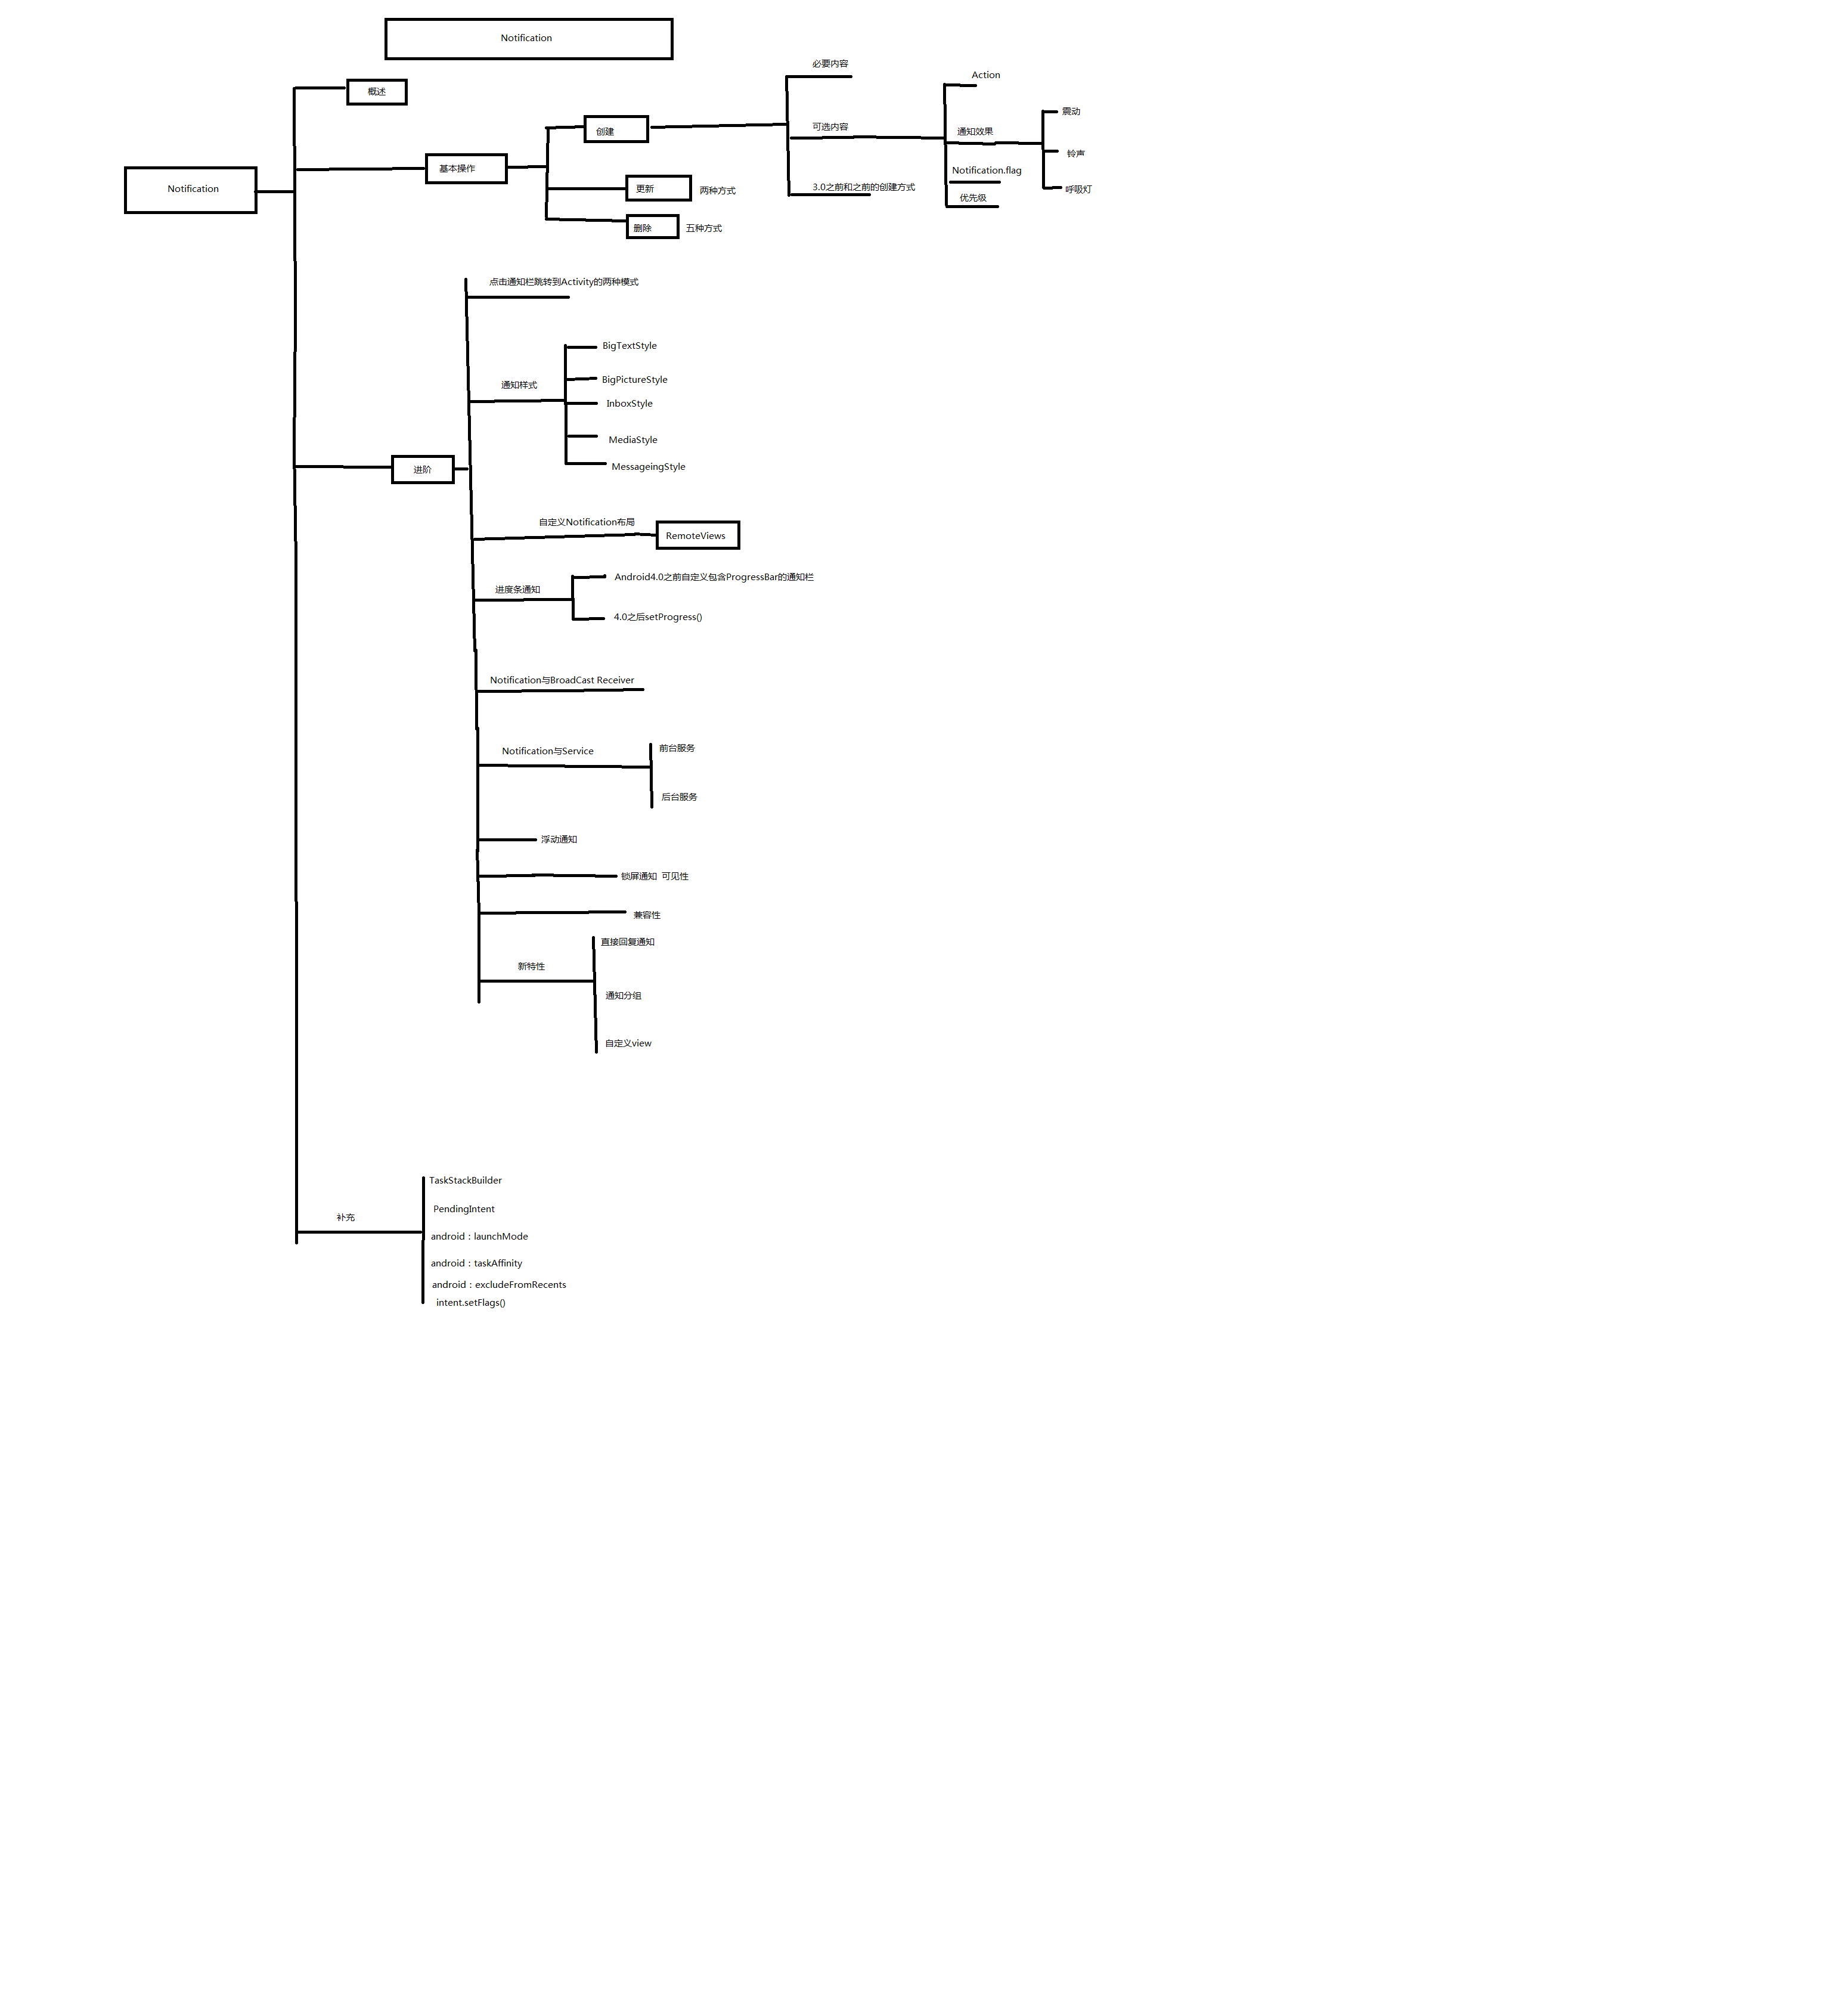 Notification
Notification
概述
基本操作
创建
必要内容
可选内容
Action
通知效果
震动
铃声
呼吸灯
Notification.flag
优先级
3.0之前和之前的创建方式
更新
两种方式
删除
五种方式
进阶
点击通知栏跳转到Activity的两种模式
通知样式
BigTextStyle
BigPictureStyle
InboxStyle
MediaStyle
MessageingStyle
自定义Notification布局
RemoteViews
进度条通知
Android4.0之前自定义包含ProgressBar的通知栏
4.0之后setProgress()
Notification与BroadCast Receiver
Notification与Service
前台服务
后台服务
浮动通知
锁屏通知 可见性
兼容性
新特性
直接回复通知
通知分组
自定义view
补充
TaskStackBuilder
PendingIntent
android：launchMode
android：taskAffinity
android：excludeFromRecents
intent.setFlags()